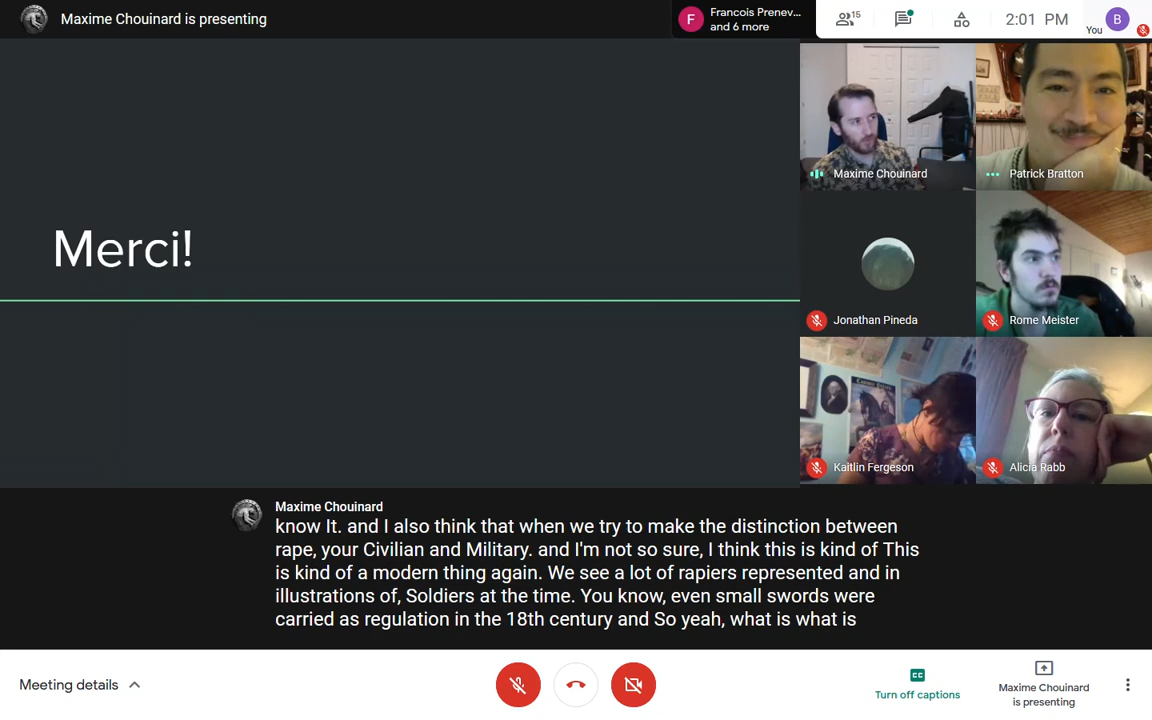 Maxime Chouinard is presenting
F
Francois Prenev...
and 6 more
15
2:01 PM
You
B
Merci!
Maxime Chouinard
Patrick Bratton
Jonathan Pineda
Rome Meister
Kaitlin Fergeson
Alicia Rabb
Maxime Chouinard
know It. and I also think that when we try to make the distinction between
rape, your Civilian and Military. and I'm not so sure, I think this is kind of This
is kind of a modern thing again. We see a lot of rapiers represented and in
illustrations of, Soldiers at the time. You know, even small swords were
carried as regulation in the 18th century and So yeah, what is what is
Meeting details
CC
Turn off captions
Maxime Chouinard
is presenting